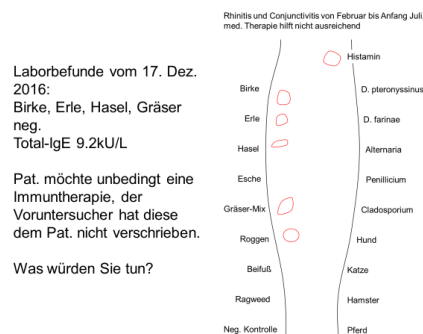 Rhinitis und Conjunctivitis von Februar bis Anfang Juli,
med. Therapie hilft nicht ausreichend
Laborbefunde vom 17. Dez.
2016:
Birke, Erle, Hasel, Gräser
neg.
Total-IgE 9.2kU/L
Pat. möchte unbedingt eine
Immuntherapie, der
Voruntersucher hat diese
dem Pat. nicht verschrieben.
Was würden Sie tun?
Histamin
Birke
D. pteronyssinus
Erle
D. farinae
Hasel
Alternaria
Esche
Penillicium
Gräser-Mix
Cladosporium
Roggen
Hund
Beifuß
Katze
Ragweed
Hamster
Neg. Kontrolle
Pferd